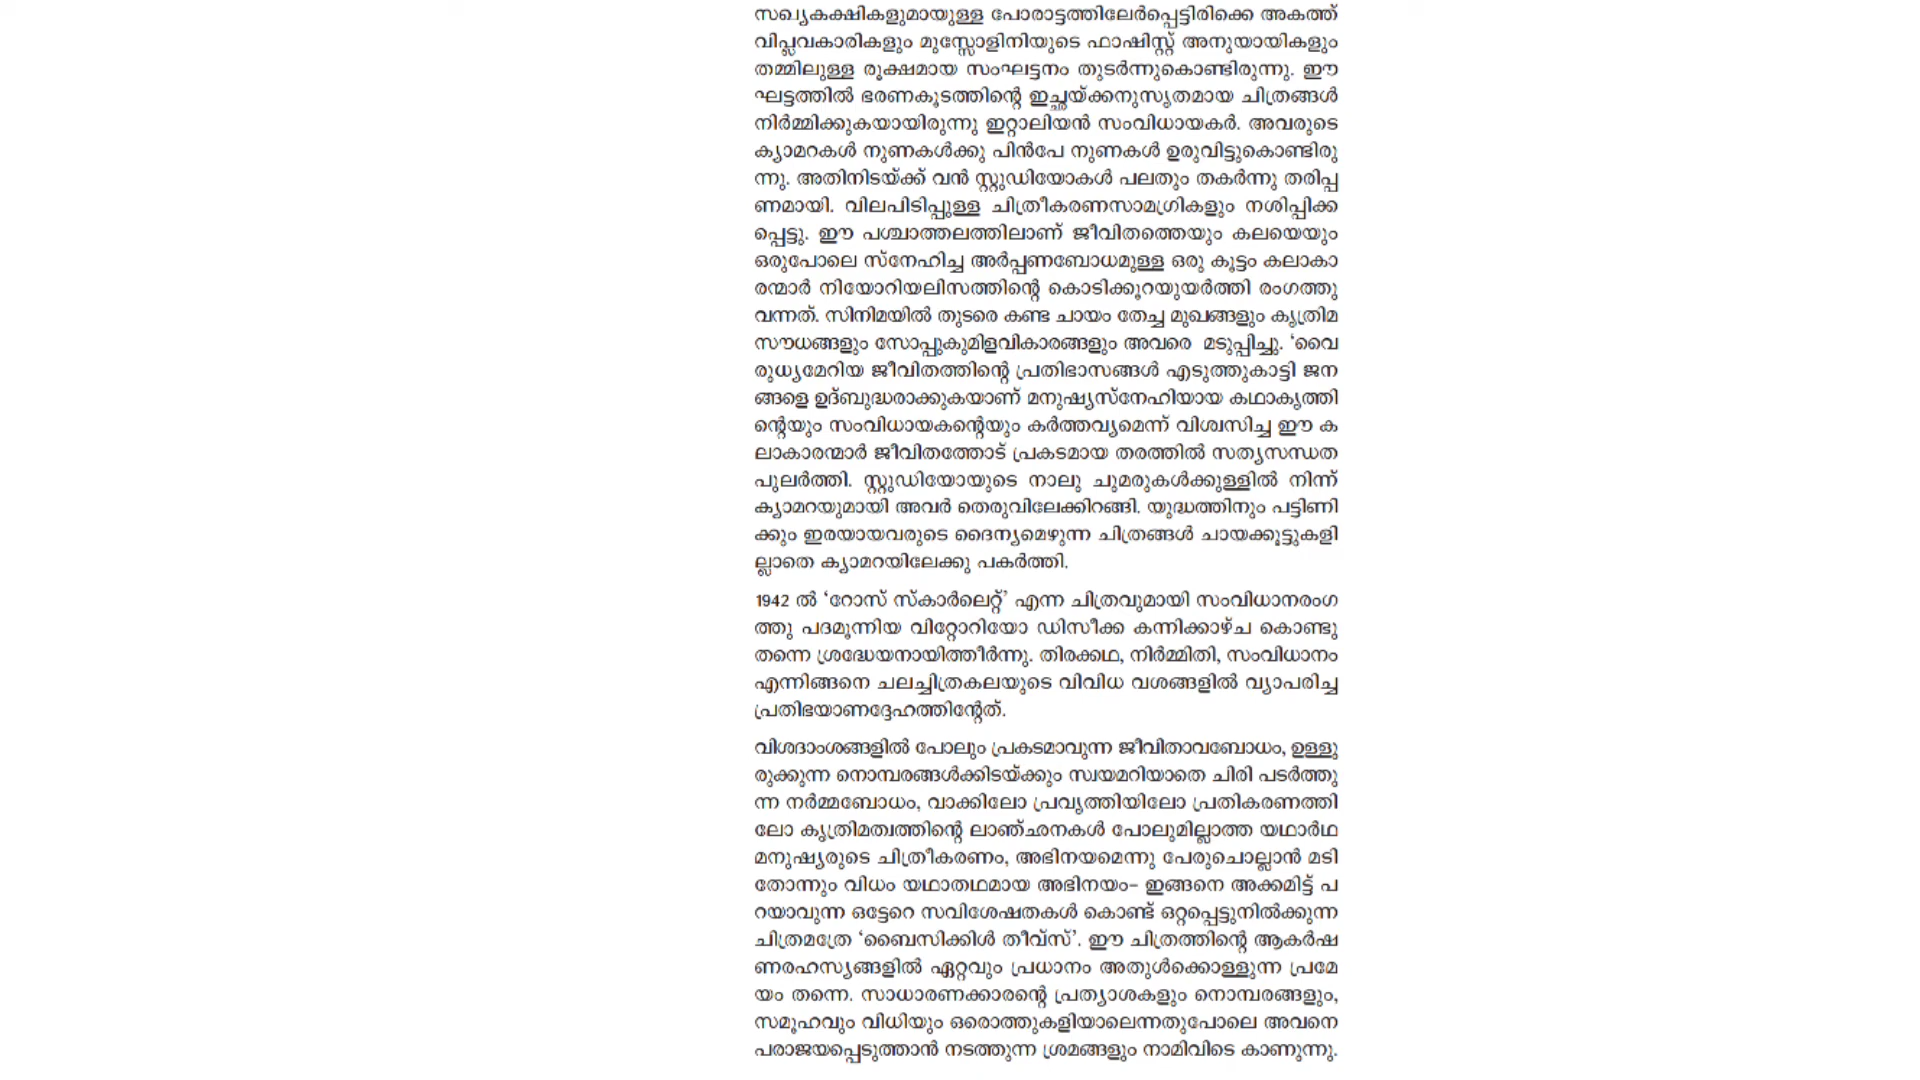 സഖ്യകക്ഷികളുമായുള്ള പോരാട്ടത്തിലേർപ്പെട്ടിരിക്കെ അകത്ത്
വിപ്ലവകാരികളും മുസ്സോളിനിയുടെ ഫാഷിസ്റ്റ് അനുയായികളും
തമ്മിലുള്ള രൂക്ഷമായ സംഘട്ടനം തുടർന്നുകൊണ്ടിരുന്നു. ഈ
ഘട്ടത്തിൽ ഭരണകൂടത്തിന്റെ ഇച്ഛയ്ക്കനുസൃതമായ ചിത്രങ്ങൾ
നിർമ്മിക്കുകയായിരുന്നു ഇറ്റാലിയൻ സംവിധായകർ. അവരുടെ
ക്യാമറകൾ നുണകൾക്കു പിൻപേ നുണകൾ ഉരുവിട്ടുകൊണ്ടിരു
ന്നു. അതിനിടയ്ക്ക് വൻ സ്റ്റുഡിയോകൾ പലതും തകർന്നു തരിപ്പ
ണമായി. വിലപിടിപ്പുള്ള ചിത്രീകരണസാമഗ്രികളും നശിപ്പിക്ക
പ്പെട്ടു. ഈ പശ്ചാത്തലത്തിലാണ് ജീവിതത്തെയും കലയെയും
ഒരുപോലെ സ്നേഹിച്ച അർപ്പണബോധമുള്ള ഒരു കൂട്ടം കലാകാ
രന്മാർ നിയോറിയലിസത്തിന്റെ കൊടിക്കൂറയുയർത്തി രംഗത്തു
വന്നത്. സിനിമയിൽ തുടരെ കണ്ട ചായം തേച്ച മുഖങ്ങളും കൃത്രിമ
സൗധങ്ങളും സോപ്പുകുമിളവികാരങ്ങളും അവരെ മടുപ്പിച്ചു. ‘വൈ
രുധ്യമേറിയ ജീവിതത്തിന്റെ പ്രതിഭാസങ്ങൾ എടുത്തുകാട്ടി ജന
ങ്ങളെ ഉദ്ബുദ്ധരാക്കുകയാണ് മനുഷ്യസ്നേഹിയായ കഥാകൃത്തി
ന്റെയും സംവിധായകന്റെയും കർത്തവ്യമെന്ന് വിശ്വസിച്ച ഈ ക
ലാകാരന്മാർ ജീവിതത്തോട് പ്രകടമായ തരത്തിൽ സത്യസന്ധത
പുലർത്തി. സ്റ്റുഡിയോയുടെ നാലു ചുമരുകൾക്കുള്ളിൽ നിന്ന്
ക്യാമറയുമായി അവർ തെരുവിലേക്കിറങ്ങി. യുദ്ധത്തിനും പട്ടിണി
ക്കും ഇരയായവരുടെ ദൈന്യമെഴുന്ന ചിത്രങ്ങൾ ചായക്കൂട്ടുകളി
ല്ലാതെ ക്യാമറയിലേക്കു പകർത്തി.
1942 ൽ ‘റോസ് സ്കാർലെറ്റ്’ എന്ന ചിത്രവുമായി സംവിധാനരംഗ
ത്തു പദമൂന്നിയ വിറ്റോറിയോ ഡിസീക്ക കന്നിക്കാഴ്ച കൊണ്ടു
തന്നെ ശ്രദ്ധേയനായിത്തീർന്നു. തിരക്കഥ, നിർമ്മിതി, സംവിധാനം
എന്നിങ്ങനെ ചലച്ചിത്രകലയുടെ വിവിധ വശങ്ങളിൽ വ്യാപരിച്ച
പ്രതിഭയാണദ്ദേഹത്തിന്റേത്.
വിശദാംശങ്ങളിൽ പോലും പ്രകടമാവുന്ന ജീവിതാവബോധം, ഉള്ളു
രുക്കുന്ന നൊമ്പരങ്ങൾക്കിടയ്ക്കും സ്വയമറിയാതെ ചിരി പടർത്തു
ന്ന നർമ്മബോധം, വാക്കിലോ പ്രവൃത്തിയിലോ പ്രതികരണത്തി
ലോ കൃത്രിമത്വത്തിന്റെ ലാഞ്ഛനകൾ പോലുമില്ലാത്ത യഥാർഥ
മനുഷ്യരുടെ ചിത്രീകരണം, അഭിനയമെന്നു പേരുചൊല്ലാൻ മടി
തോന്നും വിധം യഥാതഥമായ അഭിനയം- ഇങ്ങനെ അക്കമിട്ട് പ
റയാവുന്ന ഒട്ടേറെ സവിശേഷതകൾ കൊണ്ട് ഒറ്റപ്പെട്ടുനിൽക്കുന്ന
ചിത്രമത്രേ ‘ബൈസിക്കിൾ തീവ്സ്’. ഈ ചിത്രത്തിന്റെ ആകർഷ
ണരഹസ്യങ്ങളിൽ ഏറ്റവും പ്രധാനം അതുൾക്കൊള്ളുന്ന പ്രമേ
യം തന്നെ. സാധാരണക്കാരന്റെ പ്രത്യാശകളും നൊമ്പരങ്ങളും,
സമൂഹവും വിധിയും ഒരൊത്തുകളിയാലെന്നതുപോലെ അവനെ
പരാജയപ്പെടുത്താൻ നടത്തുന്ന ശ്രമങ്ങളും നാമിവിടെ കാണുന്നു.